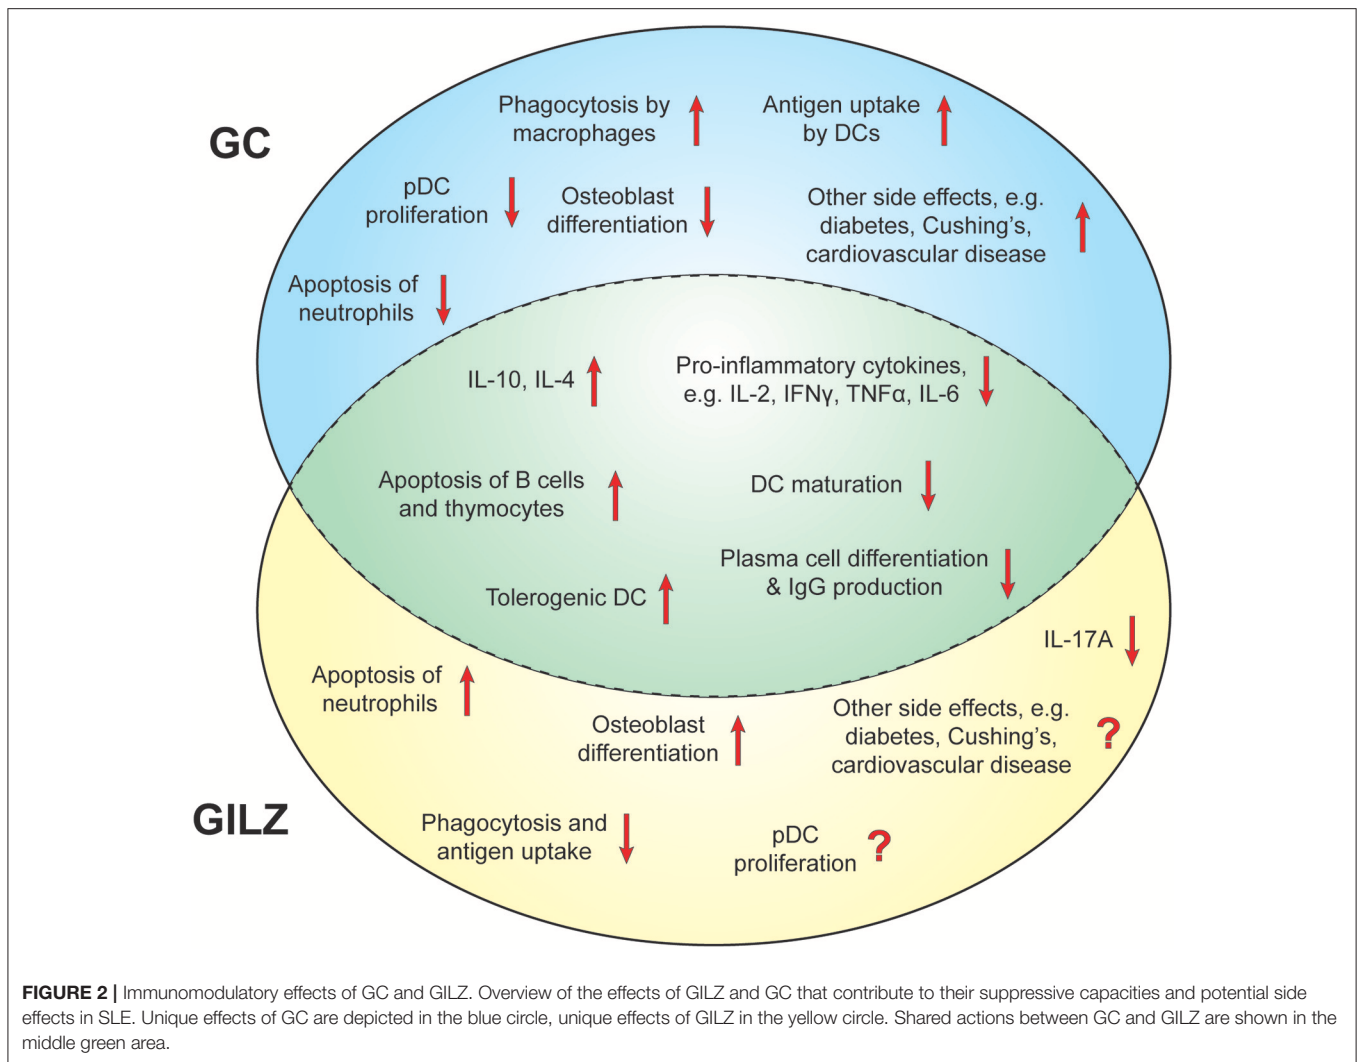 GC
Phagocytosis by
macrophages
Antigen uptake
by DCs
pDC
proliferation
Osteoblast
differentiation
Other side effects, e.g.
diabetes, Cushing’s,
cardiovascular disease
Apoptosis of
neutrophils
IL-10, IL-4
Pro-inflammatory cytokines,
e.g. IL-2, IFNγ, TNFα, IL-6
Apoptosis of B cells
and thymocytes
DC maturation
Plasma cell differentiation
& IgG production
Tolerogenic DC
IL-17A
Apoptosis of
neutrophils
Osteoblast
differentiation
Other side effects, e.g.
diabetes, Cushing’s,
cardiovascular disease
?
GILZ
Phagocytosis and
antigen uptake
pDC
proliferation
?
FIGURE 2 | Immunomodulatory effects of GC and GILZ. Overview of the effects of GILZ and GC that contribute to their suppressive capacities and potential side
effects in SLE. Unique effects of GC are depicted in the blue circle, unique effects of GILZ in the yellow circle. Shared actions between GC and GILZ are shown in the
middle green area.